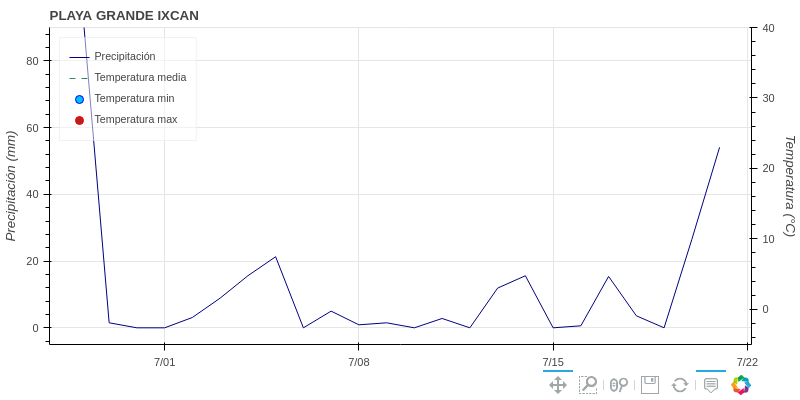 PLAYA GRANDE IXCAN
Precipitación
Temperatura media
Temperatura min
Temperatura max
Precipitación (mm)
80
60
40
20
0
Temperatura (°C)
40
30
20
10
0
7/01
7/08
7/15
7/22